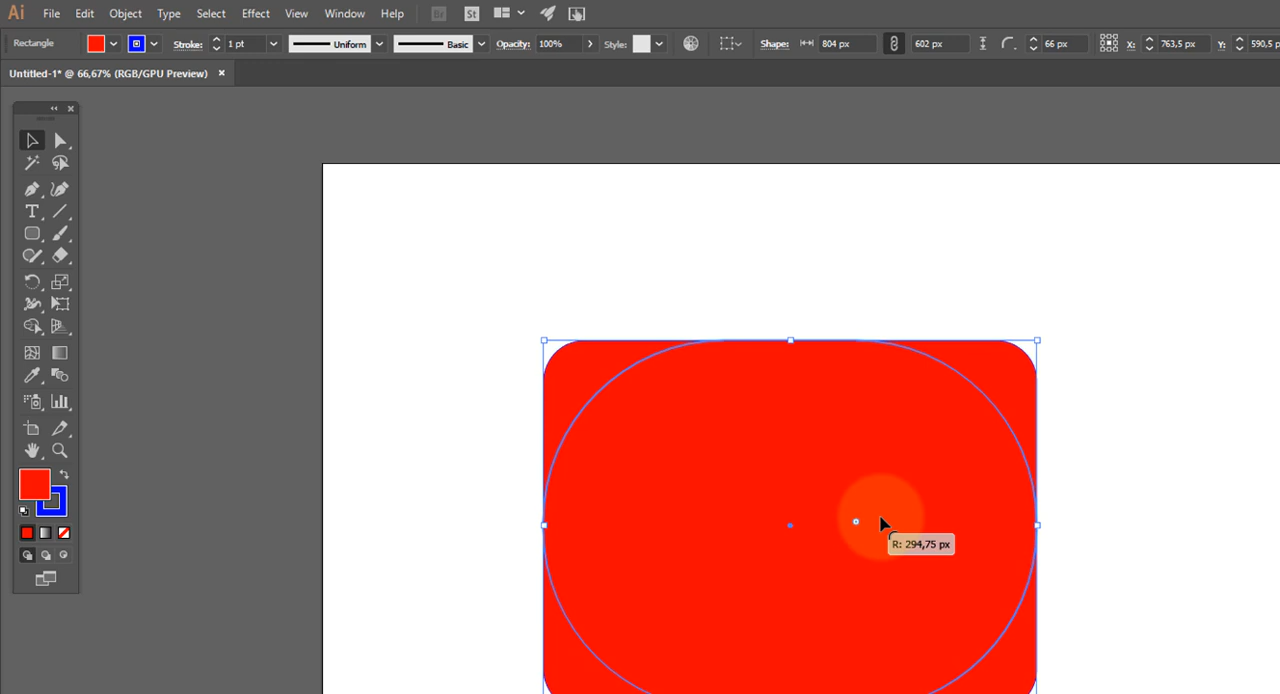 Ai File Edit Object Type Select Effect View Window Help Br St
Rectangle Stroke: 1 pt Uniform Basic Opacity: 100% Style: Shape: 804 px 602 px 66 px X: 763,5 px Y: 590,5 p
Untitled-1* @ 66,67% (RGB/GPU Preview) ×
R: 294,75 px